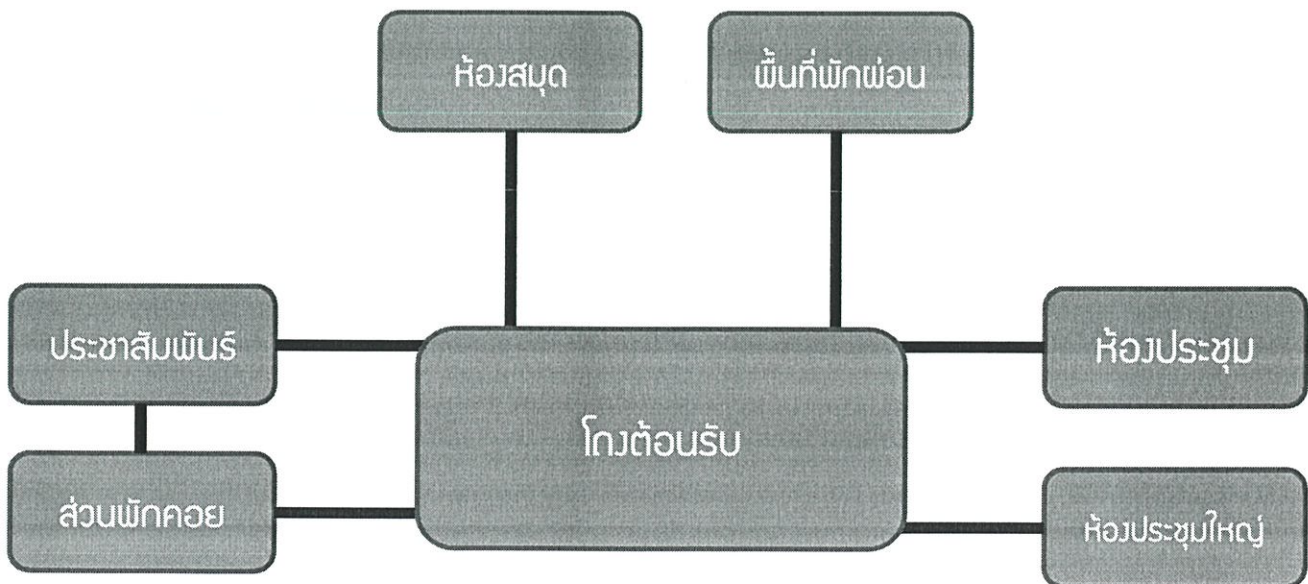 ห้องสมุด
พื้นที่พักผ่อน
ประชาสัมพันธ์
ห้องประชุม
โถงต้อนรับ
ส่วนพักคอย
ห้องประชุมใหญ่